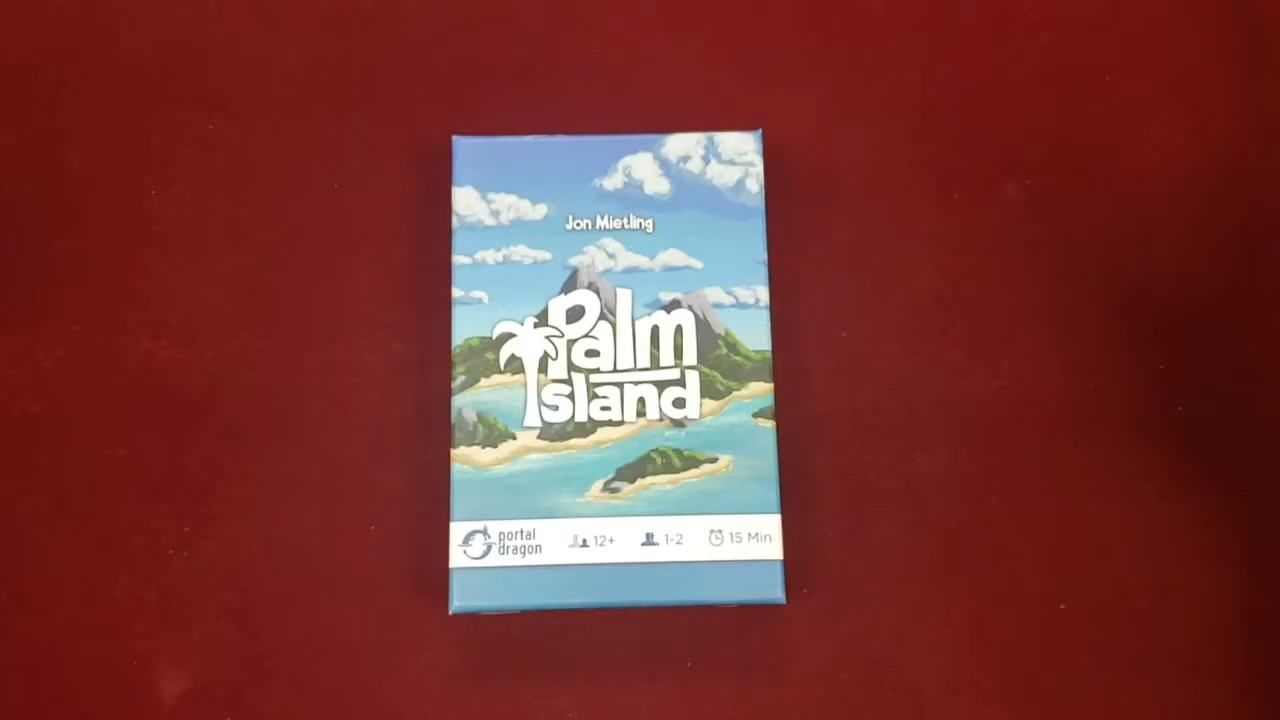 Jon Mietling
Palm
Island
portal
dragon
12+
1-2
15 Min